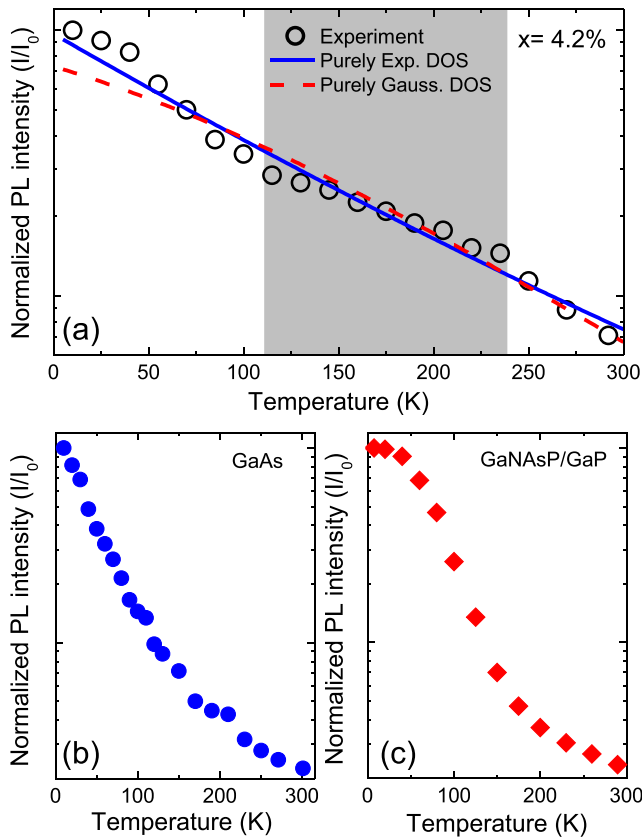 Normalized PL intensity (I/I₀)
Experiment
Purely Exp. DOS
Purely Gauss. DOS
x= 4.2%
(a)
0 50 100 150 200 250 300
Temperature (K)
Normalized PL intensity (I/I₀)
GaAs
(b)
0 100 200 300
Temperature (K)
Normalized PL intensity (I/I₀)
GaNAsP/GaP
(c)
0 100 200 300
Temperature (K)